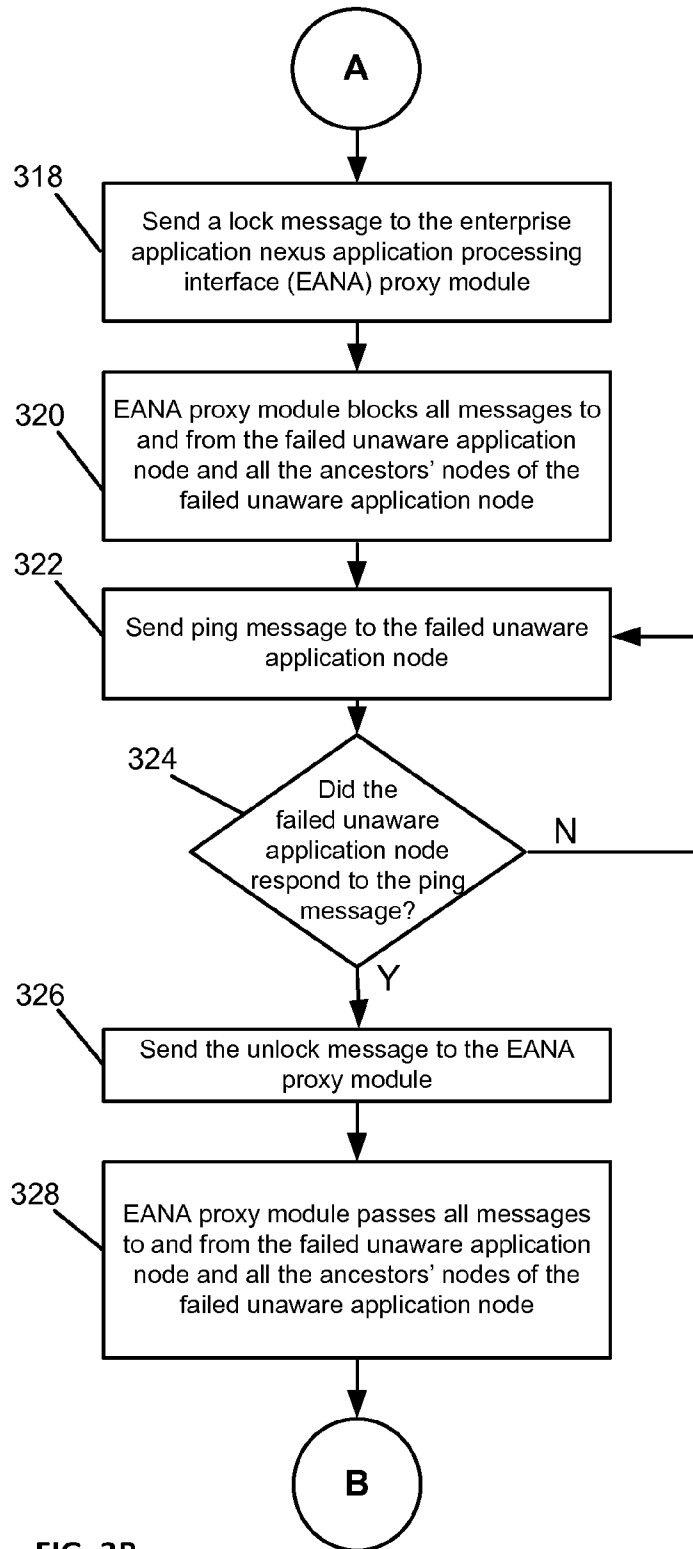 A
318
Send a lock message to the enterprise
application nexus application processing
interface (EANA) proxy module
320
EANA proxy module blocks all messages to
and from the failed unaware application
node and all the ancestors' nodes of the
failed unaware application node
322
Send ping message to the failed unaware
application node
324
Did the
failed unaware
application node
respond to the ping
message?
N
Y
326
Send the unlock message to the EANA
proxy module
328
EANA proxy module passes all messages
to and from the failed unaware application
node and all the ancestors' nodes of the
failed unaware application node
B